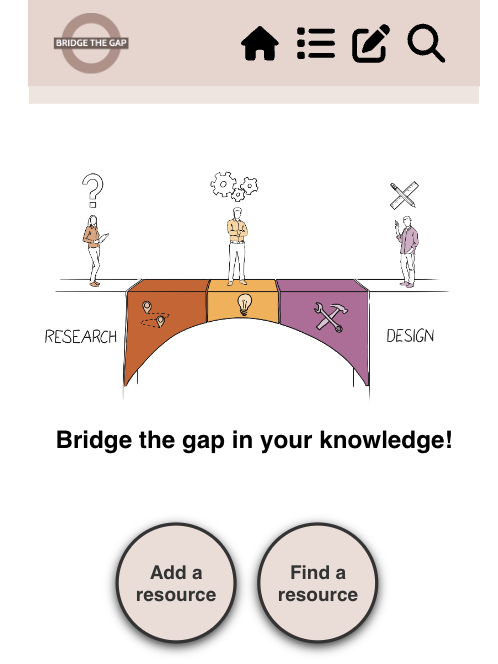 BRIDGE THE GAP
?
RESEARCH
DESIGN
Bridge the gap in your knowledge!
Add a
resource
Find a
resource